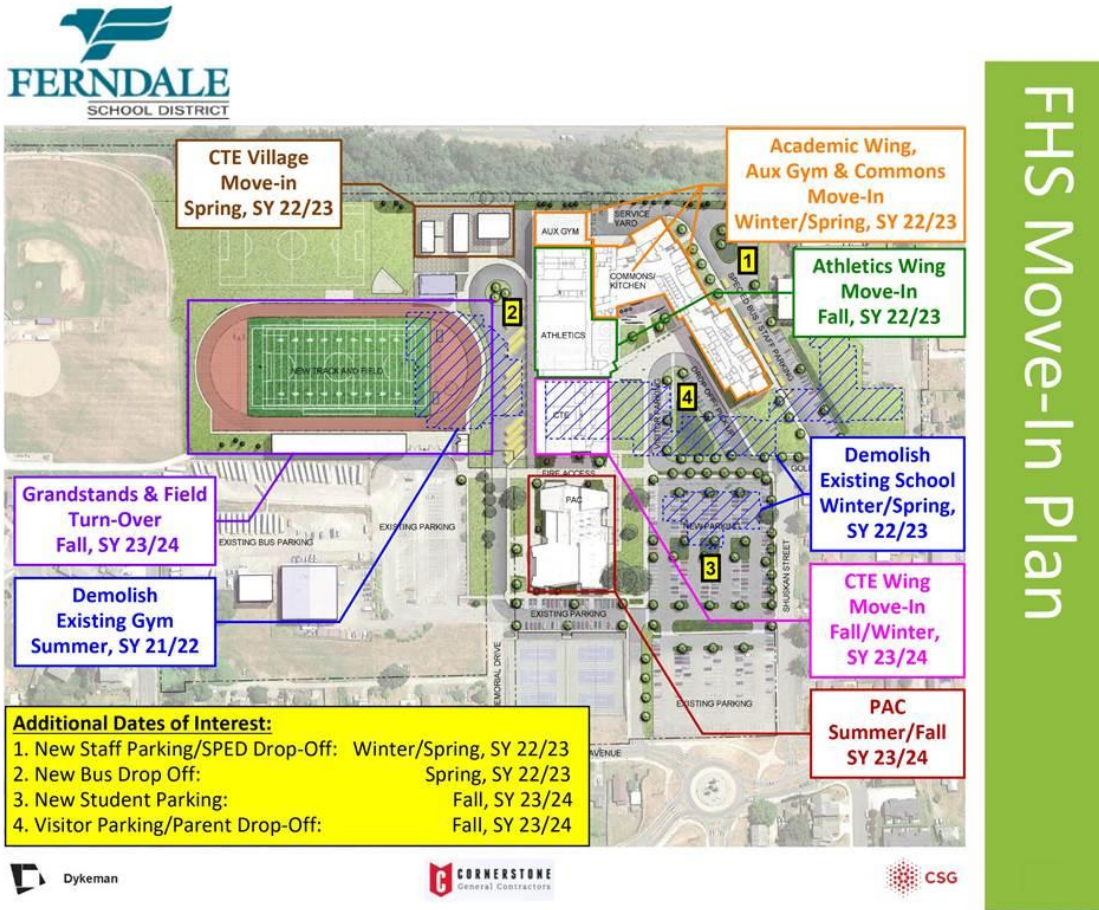 FERNDALE
SCHOOL DISTRICT
FHS Move-In Plan
CTE Village
Move-in
Spring, SY 22/23
Academic Wing,
Aux Gym & Commons
Move-In
Winter/Spring, SY 22/23
Athletics Wing
Move-In
Fall, SY 22/23
AUX GYM
SERVICE
YARD
COMMONS/
KITCHEN
1
2
ATHLETICS
NEW TRACK AND FIELD
4
CTE
VISITOR PARKING
FIRE ACCESS
PAC
Demolish
Existing School
Winter/Spring,
SY 22/23
Grandstands & Field
Turn-Over
Fall, SY 23/24
EXISTING BUS PARKING
EXISTING PARKING
NEW PARKING
3
SHUKSAN STREET
Demolish
Existing Gym
Summer, SY 21/22
CTE Wing
Move-In
Fall/Winter,
SY 23/24
EXISTING PARKING
EXISTING PARKING
PAC
Summer/Fall
SY 23/24
AVENUE
Additional Dates of Interest:
1. New Staff Parking/SPED Drop-Off: Winter/Spring, SY 22/23
2. New Bus Drop Off: Spring, SY 22/23
3. New Student Parking: Fall, SY 23/24
4. Visitor Parking/Parent Drop-Off: Fall, SY 23/24
Dykeman
CORNERSTONE
General Contractors
CSG